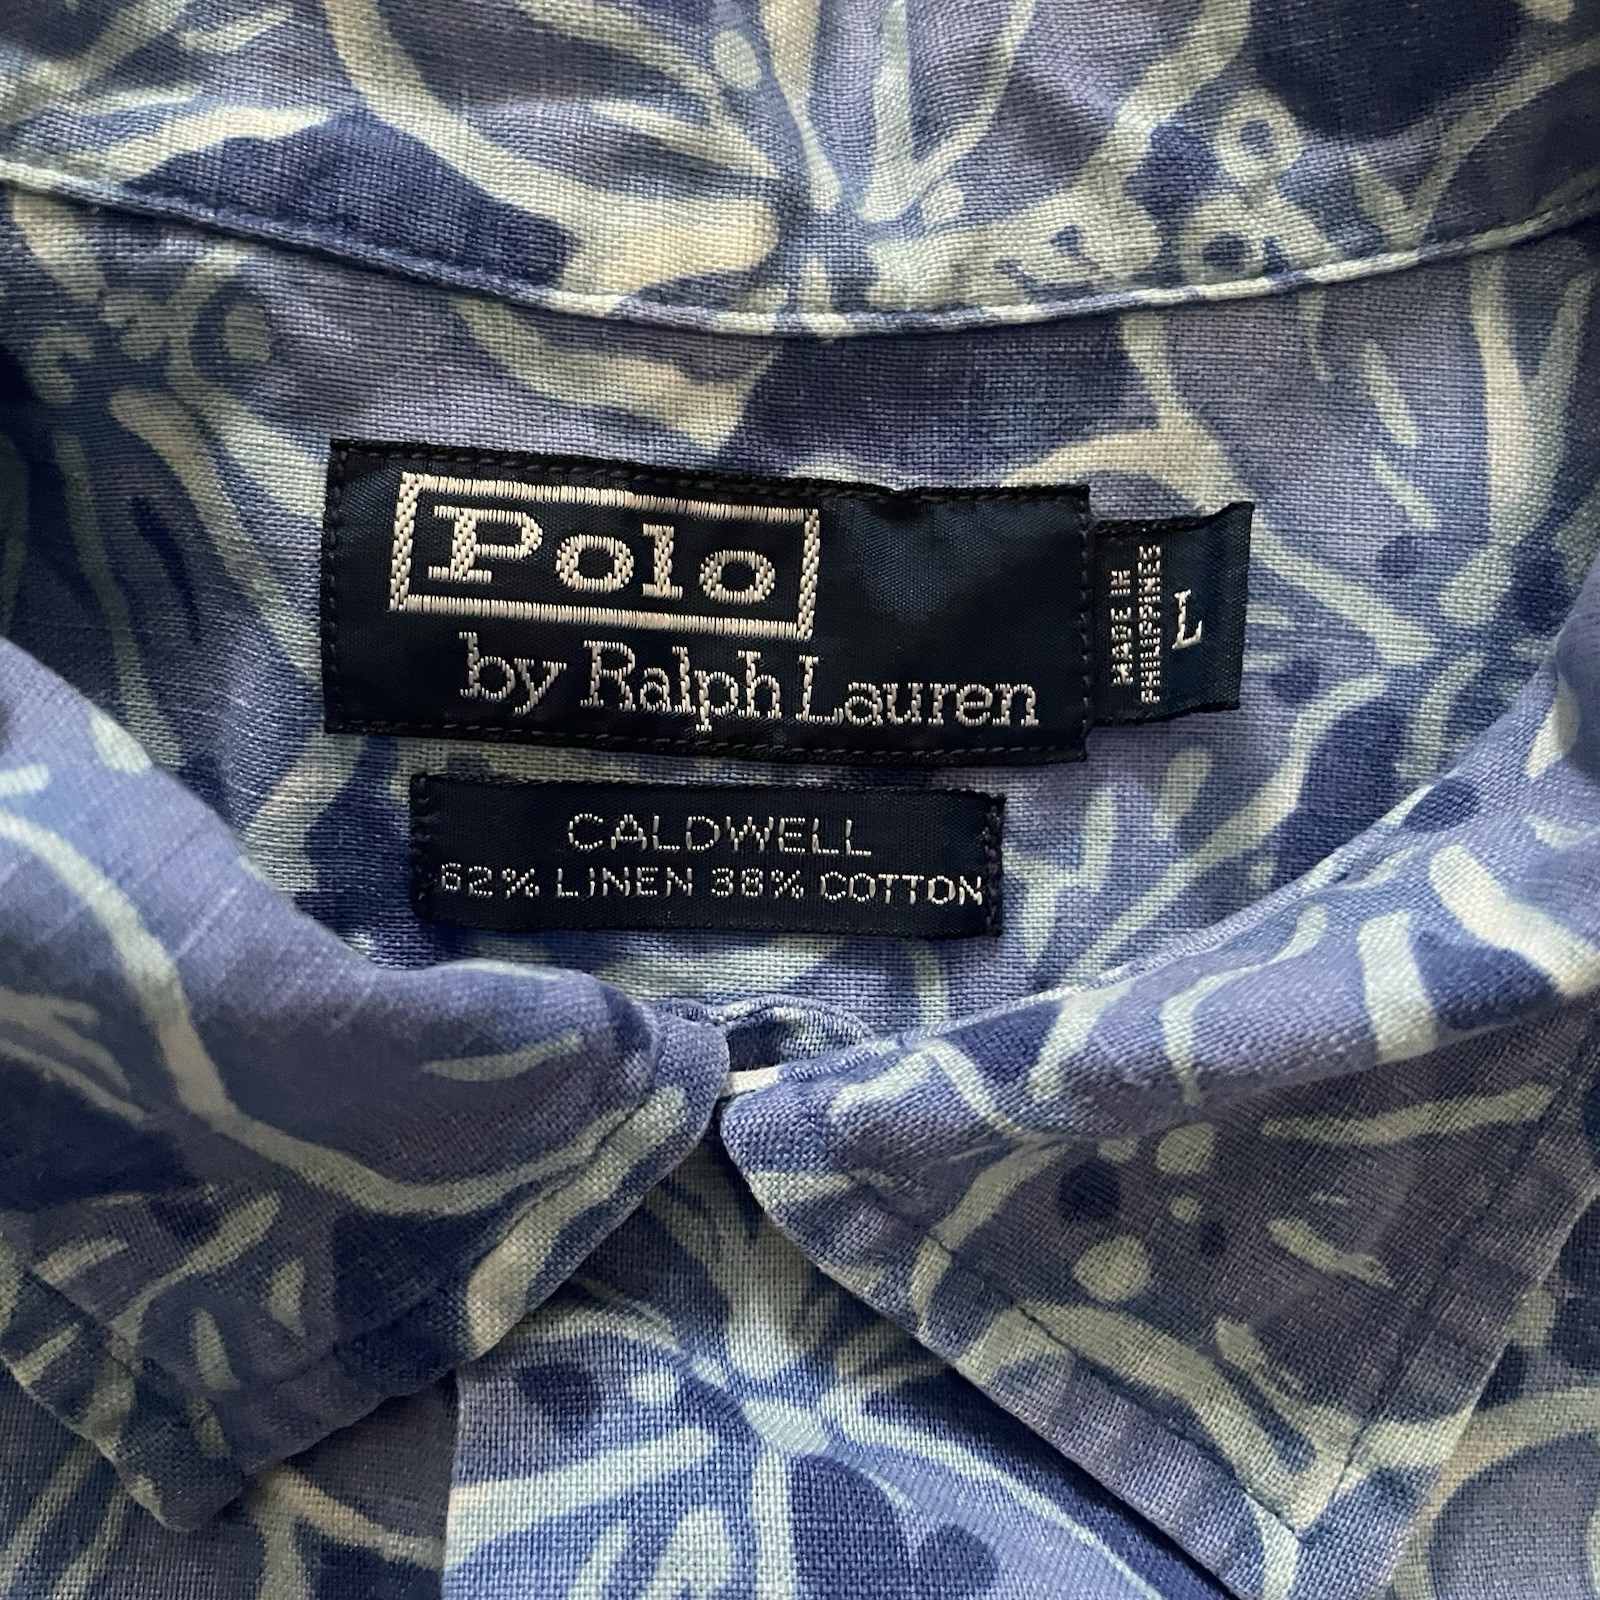 Polo
by Ralph Lauren
MADE IN
PHILIPPINES
L
CALDWELL
62% LINEN 38% COTTON